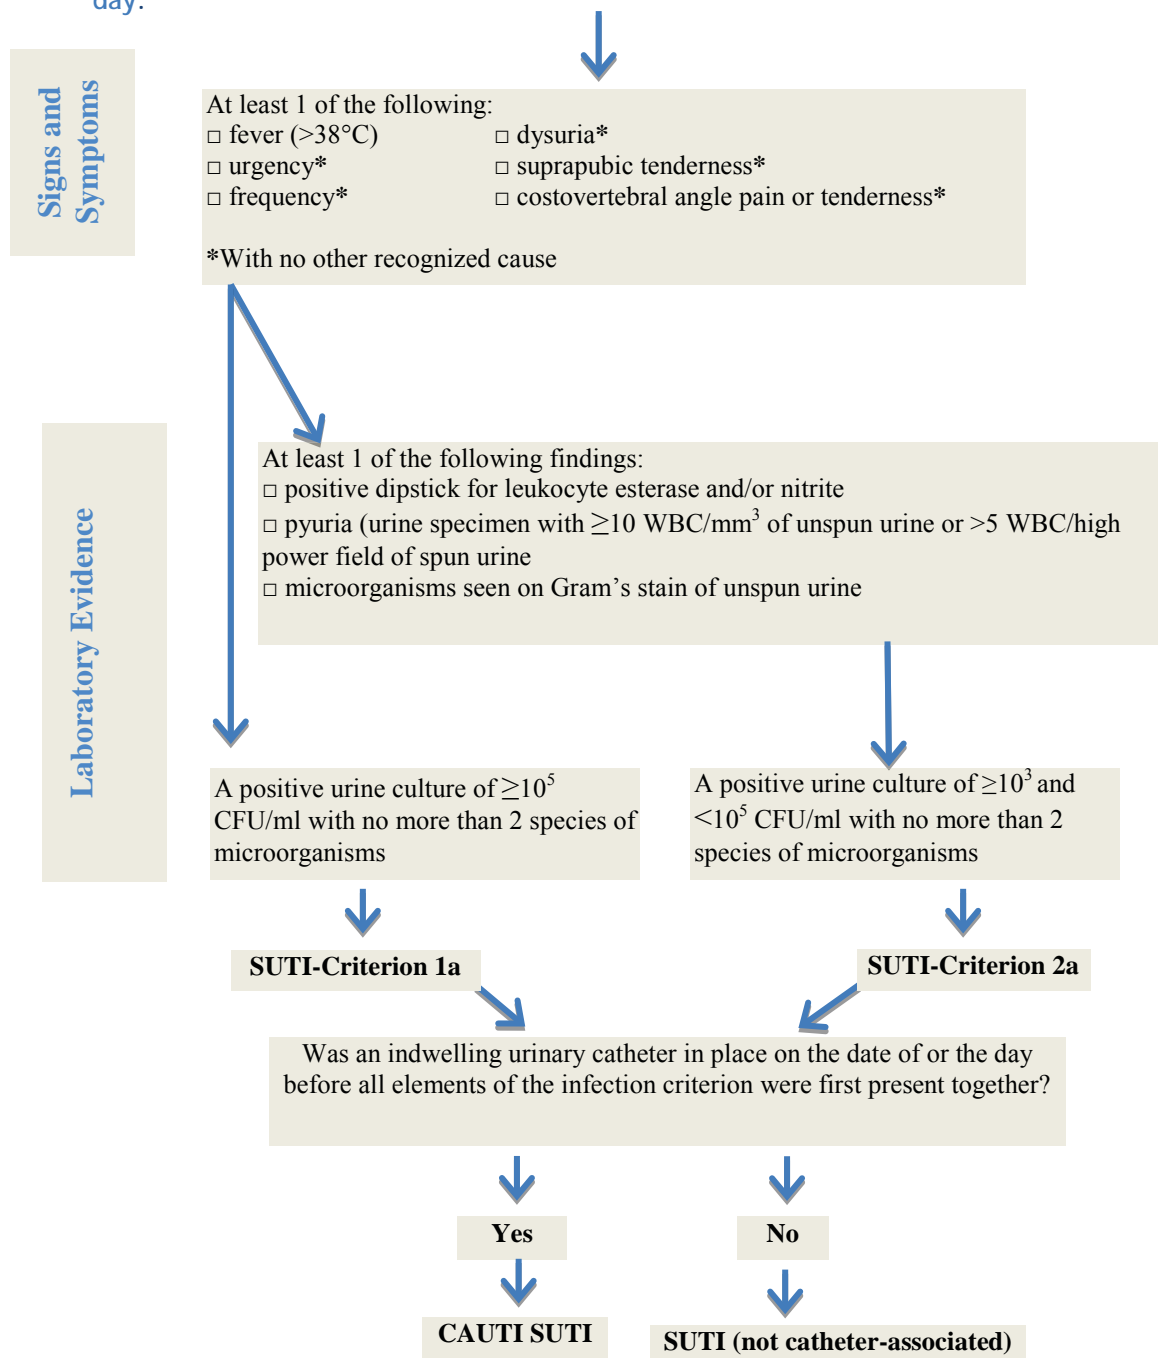 day.
Signs and
Symptoms
At least 1 of the following:
□ fever (>38°C) □ dysuria*
□ urgency* □ suprapubic tenderness*
□ frequency* □ costovertebral angle pain or tenderness*
*With no other recognized cause
Laboratory Evidence
At least 1 of the following findings:
□ positive dipstick for leukocyte esterase and/or nitrite
□ pyuria (urine specimen with ≥10 WBC/mm³ of unspun urine or >5 WBC/high
power field of spun urine
□ microorganisms seen on Gram’s stain of unspun urine
A positive urine culture of ≥10⁵
CFU/ml with no more than 2 species of
microorganisms
A positive urine culture of ≥10³ and
<10⁵ CFU/ml with no more than 2
species of microorganisms
SUTI-Criterion 1a
SUTI-Criterion 2a
Was an indwelling urinary catheter in place on the date of or the day
before all elements of the infection criterion were first present together?
Yes
No
CAUTI SUTI
SUTI (not catheter-associated)